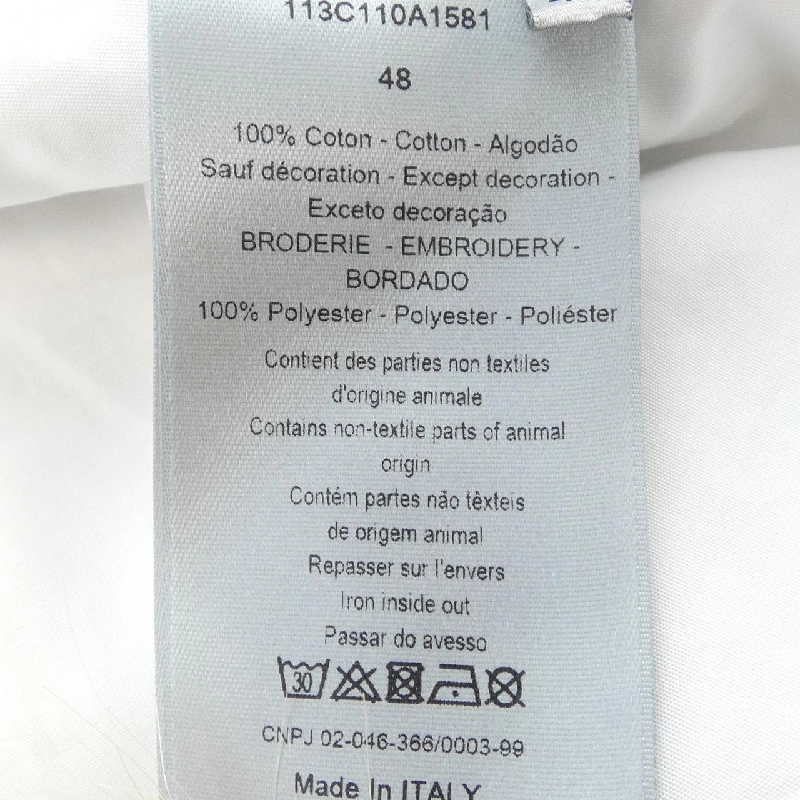 113C110A1581
48
100% Coton - Cotton - Algodão
Sauf décoration - Except decoration -
Exceto decoração
BRODERIE - EMBROIDERY -
BORDADO
100% Polyester - Polyester - Poliéster
Contient des parties non textiles
d'origine animale
Contains non-textile parts of animal
origin
Contém partes não têxteis
de origem animal
Repasser sur l'envers
Iron inside out
Passar do avesso
30
CNPJ 02-046-366/0003-99
Made In ITALY